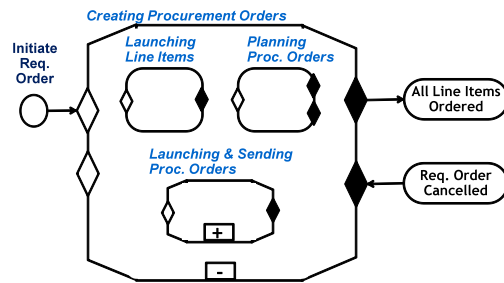 Creating Procurement Orders
Initiate
Req.
Order
Launching
Line Items
Planning
Proc. Orders
All Line Items
Ordered
Launching & Sending
Proc. Orders
Req. Order
Cancelled
+
-